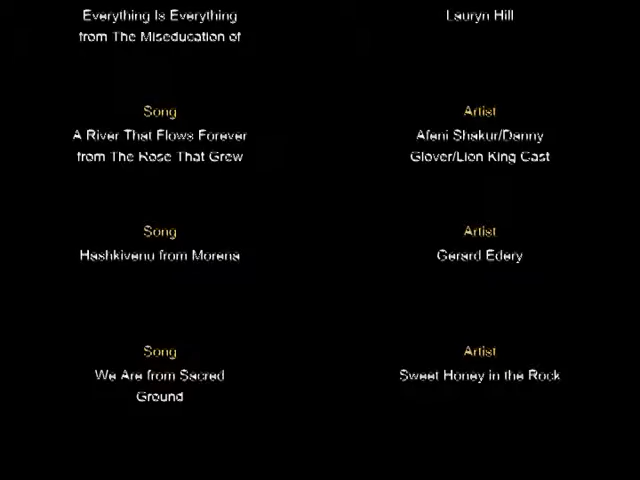 Everything Is Everything
from The Miseducation of
Lauryn Hill
Song
Artist
A River That Flows Forever
from The Rose That Grew
Afeni Shakur/Danny
Glover/Lion King Cast
Song
Artist
Hashkivenu from Morena
Gerard Edery
Song
Artist
We Are from Sacred
Ground
Sweet Honey in the Rock